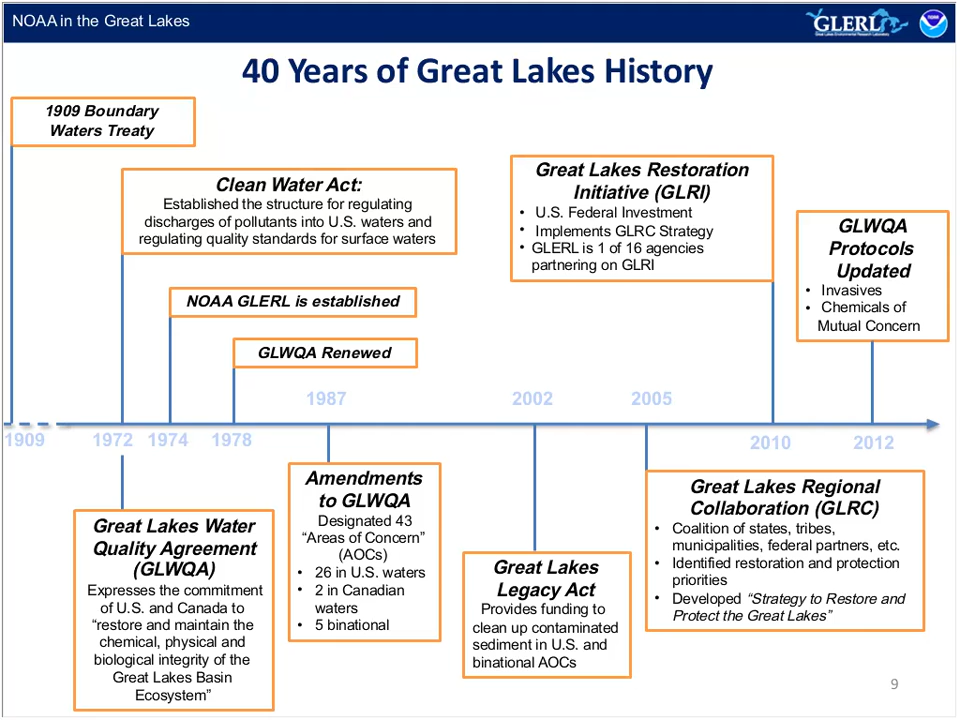 NOAA in the Great Lakes
GLERL
Great Lakes Environmental Research Laboratory
NOAA
40 Years of Great Lakes History
1909 Boundary
Waters Treaty
Clean Water Act:
Established the structure for regulating
discharges of pollutants into U.S. waters and
regulating quality standards for surface waters
NOAA GLERL is established
GLWQA Renewed
Great Lakes Restoration
Initiative (GLRI)
• U.S. Federal Investment
• Implements GLRC Strategy
• GLERL is 1 of 16 agencies
partnering on GLRI
GLWQA
Protocols
Updated
• Invasives
• Chemicals of
Mutual Concern
1987
2002
2005
1909
1972
1974
1978
2010
2012
Great Lakes Water
Quality Agreement
(GLWQA)
Expresses the commitment
of U.S. and Canada to
“restore and maintain the
chemical, physical and
biological integrity of the
Great Lakes Basin
Ecosystem”
Amendments
to GLWQA
Designated 43
“Areas of Concern”
(AOCs)
• 26 in U.S. waters
• 2 in Canadian
waters
• 5 binational
Great Lakes
Legacy Act
Provides funding to
clean up contaminated
sediment in U.S. and
binational AOCs
Great Lakes Regional
Collaboration (GLRC)
• Coalition of states, tribes,
municipalities, federal partners, etc.
• Identified restoration and protection
priorities
• Developed “Strategy to Restore and
Protect the Great Lakes”
9